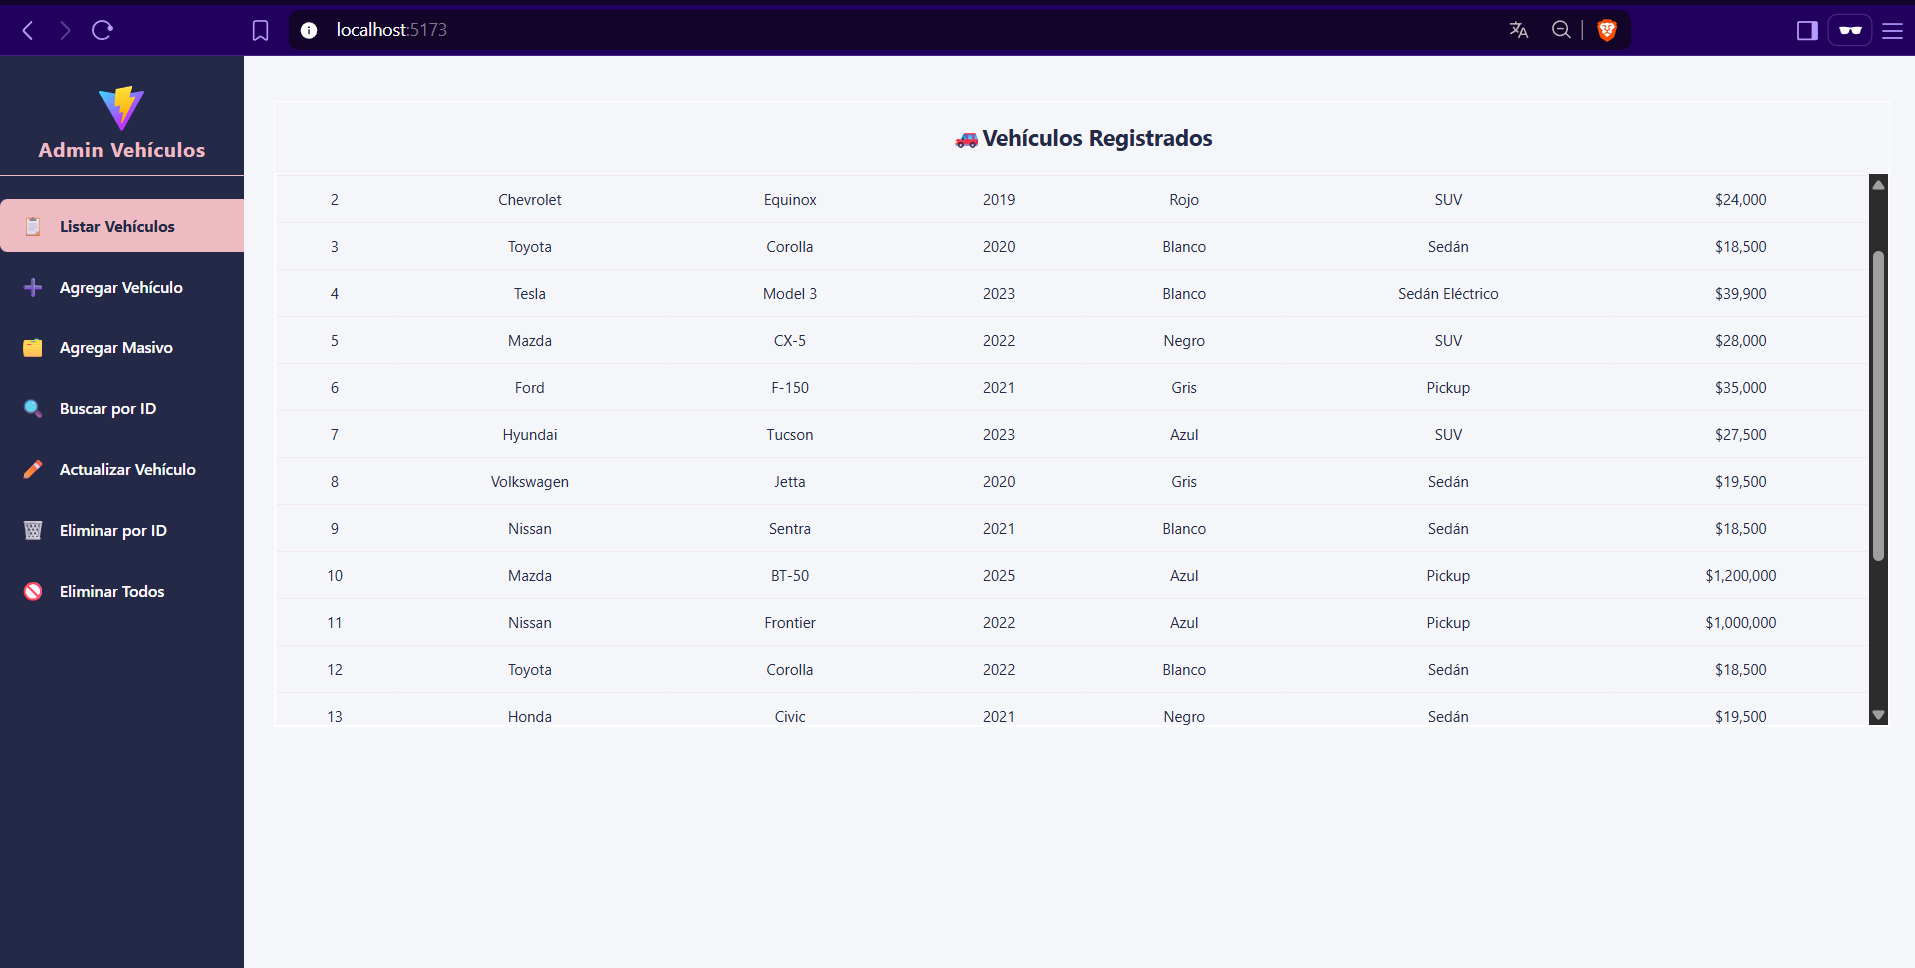 localhost:5173
Admin Vehículos
Listar Vehículos
Agregar Vehículo
Agregar Masivo
Buscar por ID
Actualizar Vehículo
Eliminar por ID
Eliminar Todos
Vehículos Registrados
2 Chevrolet Equinox 2019 Rojo SUV $24,000
3 Toyota Corolla 2020 Blanco Sedán $18,500
4 Tesla Model 3 2023 Blanco Sedán Eléctrico $39,900
5 Mazda CX-5 2022 Negro SUV $28,000
6 Ford F-150 2021 Gris Pickup $35,000
7 Hyundai Tucson 2023 Azul SUV $27,500
8 Volkswagen Jetta 2020 Gris Sedán $19,500
9 Nissan Sentra 2021 Blanco Sedán $18,500
10 Mazda BT-50 2025 Azul Pickup $1,200,000
11 Nissan Frontier 2022 Azul Pickup $1,000,000
12 Toyota Corolla 2022 Blanco Sedán $18,500
13 Honda Civic 2021 Negro Sedán $19,500